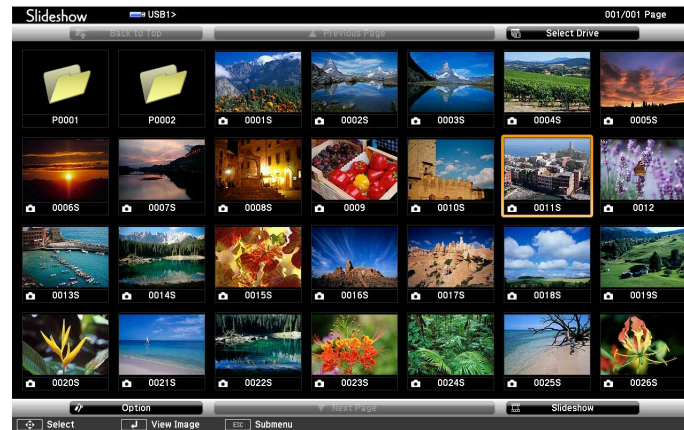 Slideshow USB1> 001/001 Page
Back to Top Previous Page Select Drive
P0001 P0002 0001S 0002S 0003S 0004S 0005S
0006S 0007S 0008S 0009 0010S 0011S 0012
0013S 0014S 0015S 0016S 0017S 0018S 0019S
0020S 0021S 0022S 0023S 0024S 0025S 0026S
Option Next Page Slideshow
Select View Image ESC Submenu